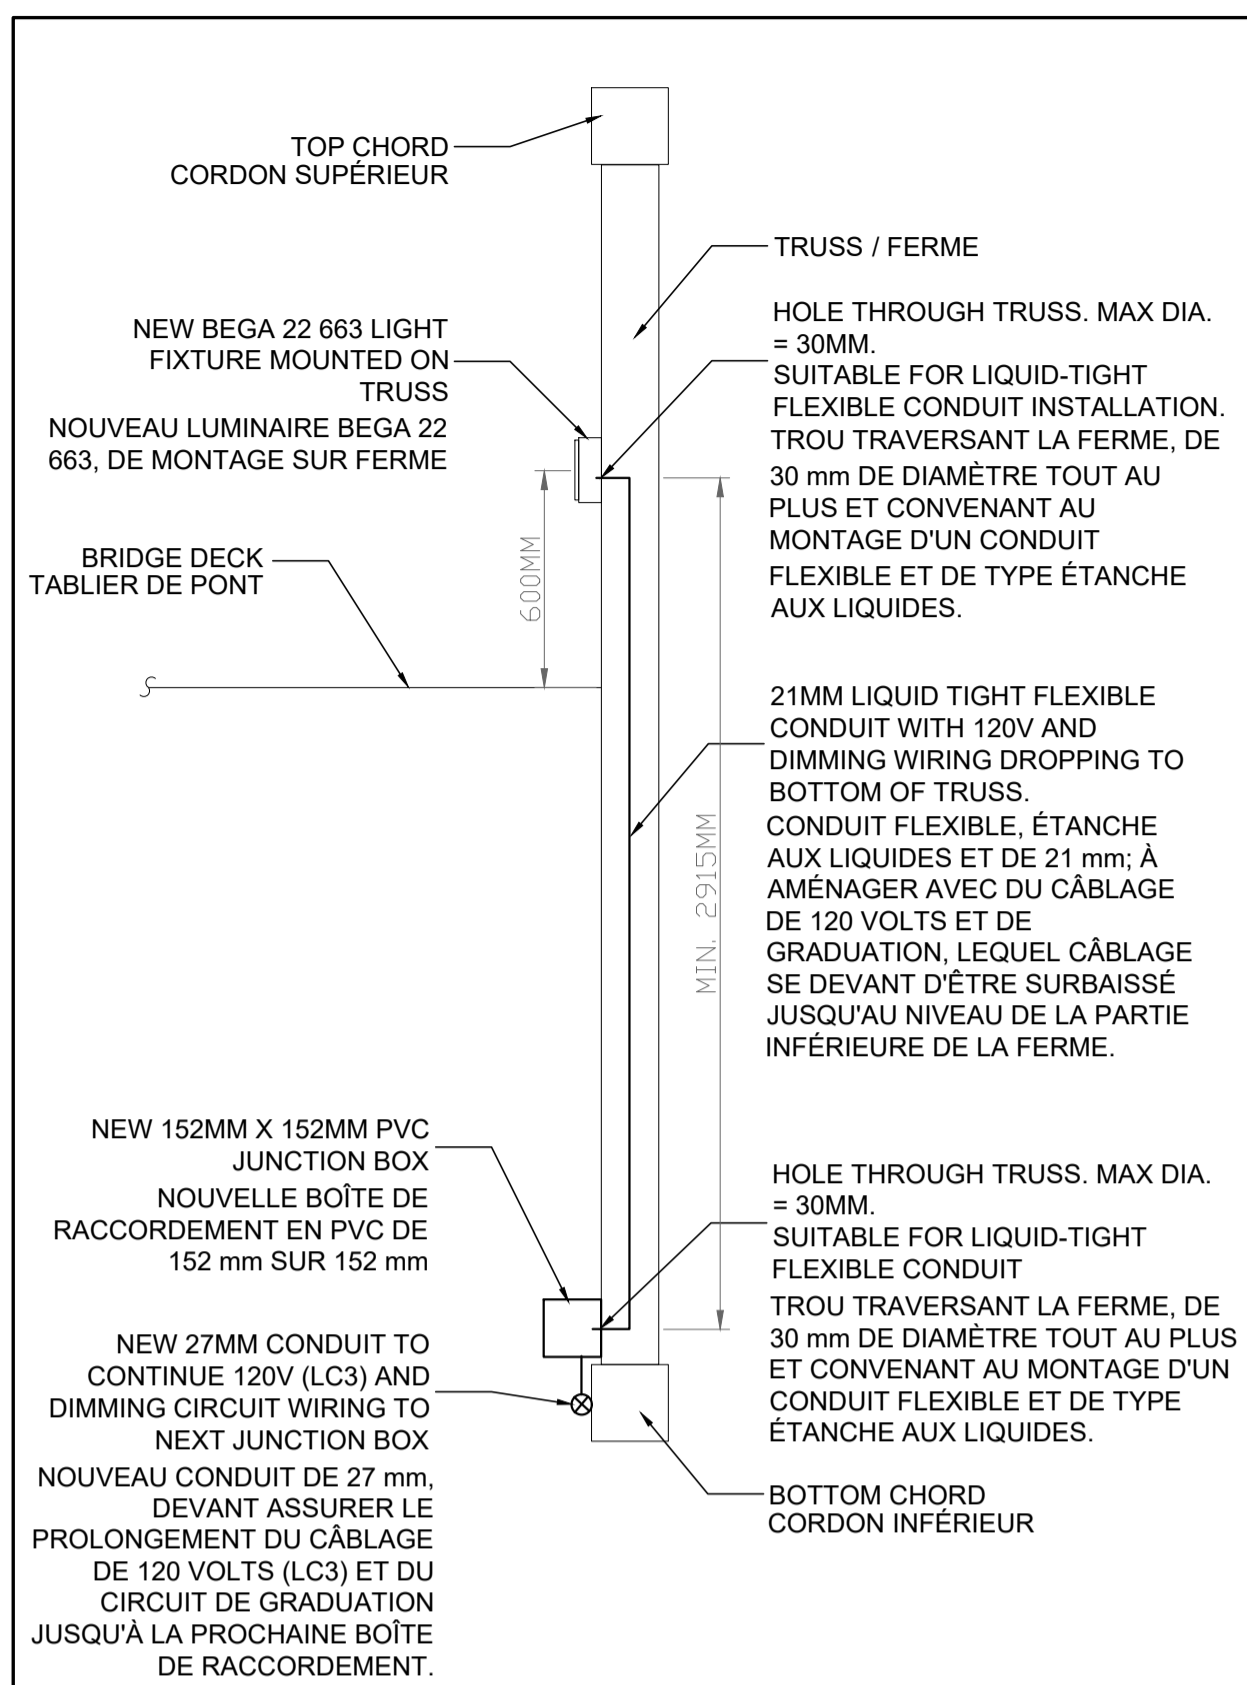 TOP CHORD
CORDON SUPÉRIEUR
TRUSS / FERME
NEW BEGA 22 663 LIGHT
FIXTURE MOUNTED ON
TRUSS
NOUVEAU LUMINAIRE BEGA 22
663, DE MONTAGE SUR FERME
HOLE THROUGH TRUSS. MAX DIA.
= 30MM.
SUITABLE FOR LIQUID-TIGHT
FLEXIBLE CONDUIT INSTALLATION.
TROU TRAVERSANT LA FERME, DE
30 mm DE DIAMÈTRE TOUT AU
PLUS ET CONVENANT AU
MONTAGE D'UN CONDUIT
FLEXIBLE ET DE TYPE ÉTANCHE
AUX LIQUIDES.
BRIDGE DECK
TABLIER DE PONT
600MM
21MM LIQUID TIGHT FLEXIBLE
CONDUIT WITH 120V AND
DIMMING WIRING DROPPING TO
BOTTOM OF TRUSS.
CONDUIT FLEXIBLE, ÉTANCHE
AUX LIQUIDES ET DE 21 mm; À
AMÉNAGER AVEC DU CÂBLAGE
DE 120 VOLTS ET DE
GRADUATION, LEQUEL CÂBLAGE
SE DEVANT D'ÊTRE SURBAISSÉ
JUSQU'AU NIVEAU DE LA PARTIE
INFÉRIEURE DE LA FERME.
MIN. 2915MM
NEW 152MM X 152MM PVC
JUNCTION BOX
NOUVELLE BOÎTE DE
RACCORDEMENT EN PVC DE
152 mm SUR 152 mm
HOLE THROUGH TRUSS. MAX DIA.
= 30MM.
SUITABLE FOR LIQUID-TIGHT
FLEXIBLE CONDUIT
TROU TRAVERSANT LA FERME, DE
30 mm DE DIAMÈTRE TOUT AU PLUS
ET CONVENANT AU MONTAGE D'UN
CONDUIT FLEXIBLE ET DE TYPE
ÉTANCHE AUX LIQUIDES.
NEW 27MM CONDUIT TO
CONTINUE 120V (LC3) AND
DIMMING CIRCUIT WIRING TO
NEXT JUNCTION BOX
NOUVEAU CONDUIT DE 27 mm,
DEVANT ASSURER LE
PROLONGEMENT DU CÂBLAGE
DE 120 VOLTS (LC3) ET DU
CIRCUIT DE GRADUATION
JUSQU'À LA PROCHAINE BOÎTE
DE RACCORDEMENT.
BOTTOM CHORD
CORDON INFÉRIEUR